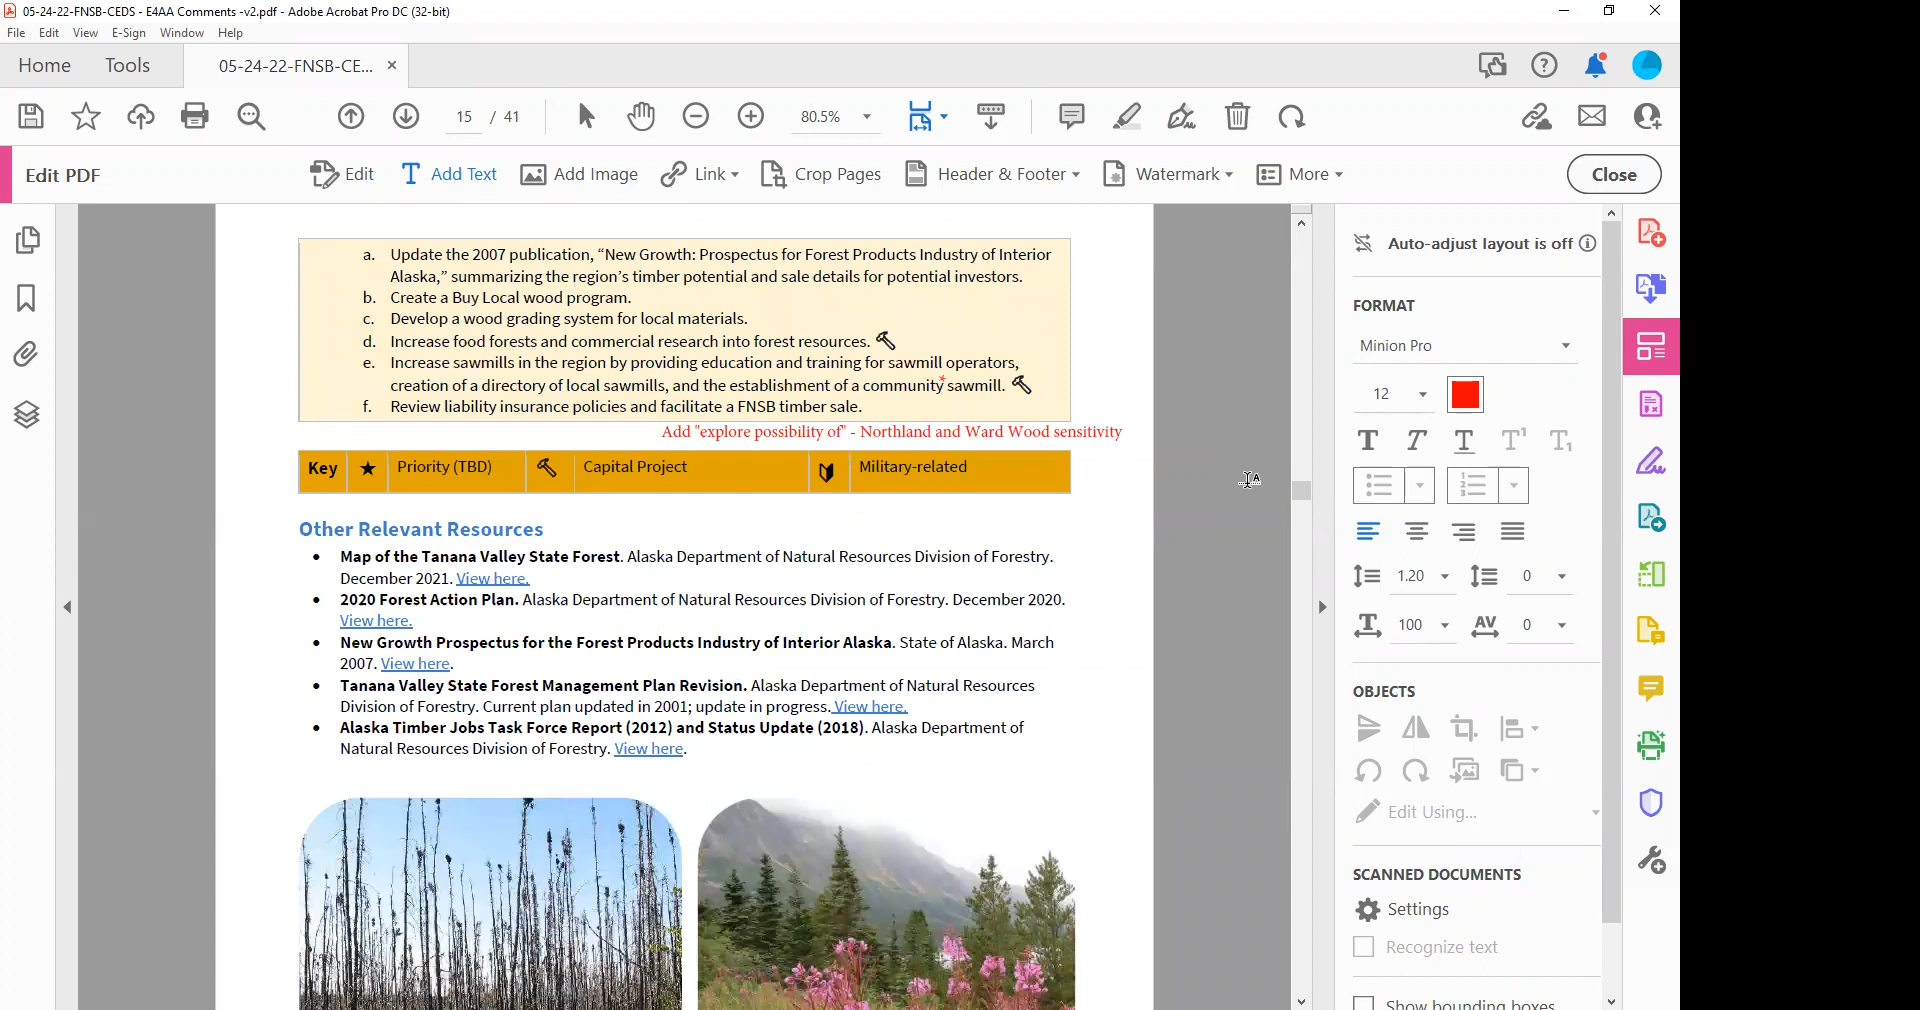 05-24-22-FNSB-CEDS - E4AA Comments -v2.pdf - Adobe Acrobat Pro DC (32-bit)
File Edit View E-Sign Window Help
Home Tools 05-24-22-FNSB-CE... ×
15 / 41 80.5%
Edit PDF Edit Add Text Add Image Link Crop Pages Header & Footer Watermark More Close
a. Update the 2007 publication, “New Growth: Prospectus for Forest Products Industry of Interior
Alaska,” summarizing the region’s timber potential and sale details for potential investors.
b. Create a Buy Local wood program.
c. Develop a wood grading system for local materials.
d. Increase food forests and commercial research into forest resources.
e. Increase sawmills in the region by providing education and training for sawmill operators,
creation of a directory of local sawmills, and the establishment of a community* sawmill.
f. Review liability insurance policies and facilitate a FNSB timber sale.
Add "explore possibility of" - Northland and Ward Wood sensitivity
Key ★ Priority (TBD) Capital Project Military-related
Other Relevant Resources
• Map of the Tanana Valley State Forest. Alaska Department of Natural Resources Division of Forestry.
December 2021. View here.
• 2020 Forest Action Plan. Alaska Department of Natural Resources Division of Forestry. December 2020.
View here.
• New Growth Prospectus for the Forest Products Industry of Interior Alaska. State of Alaska. March
2007. View here.
• Tanana Valley State Forest Management Plan Revision. Alaska Department of Natural Resources
Division of Forestry. Current plan updated in 2001; update in progress. View here.
• Alaska Timber Jobs Task Force Report (2012) and Status Update (2018). Alaska Department of
Natural Resources Division of Forestry. View here.
Auto-adjust layout is off
FORMAT
Minion Pro
12
T T T T¹ T₁
1.20 0
100 AV 0
OBJECTS
Edit Using...
SCANNED DOCUMENTS
Settings
Recognize text
Show bounding boxes